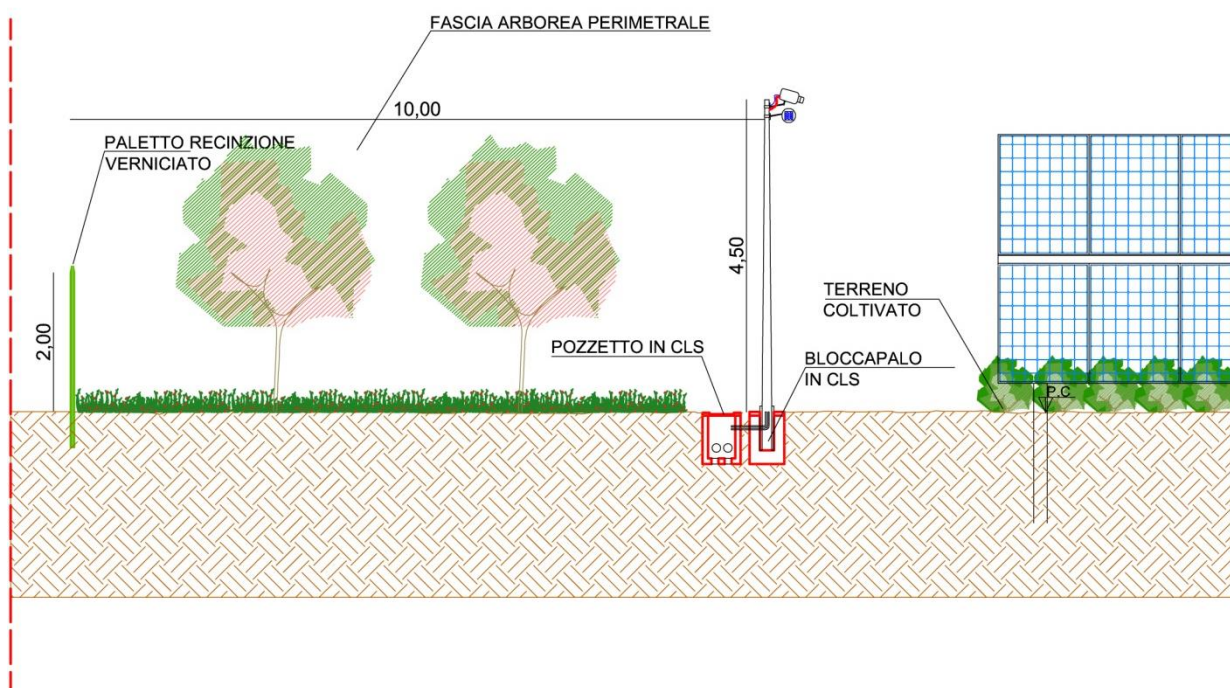 FASCIA ARBOREA PERIMETRALE
10,00
PALETTO RECINZIONE
VERNICIATO
4,50
2,00
TERRENO
COLTIVATO
POZZETTO IN CLS
BLOCCAPALO
IN CLS
P.C